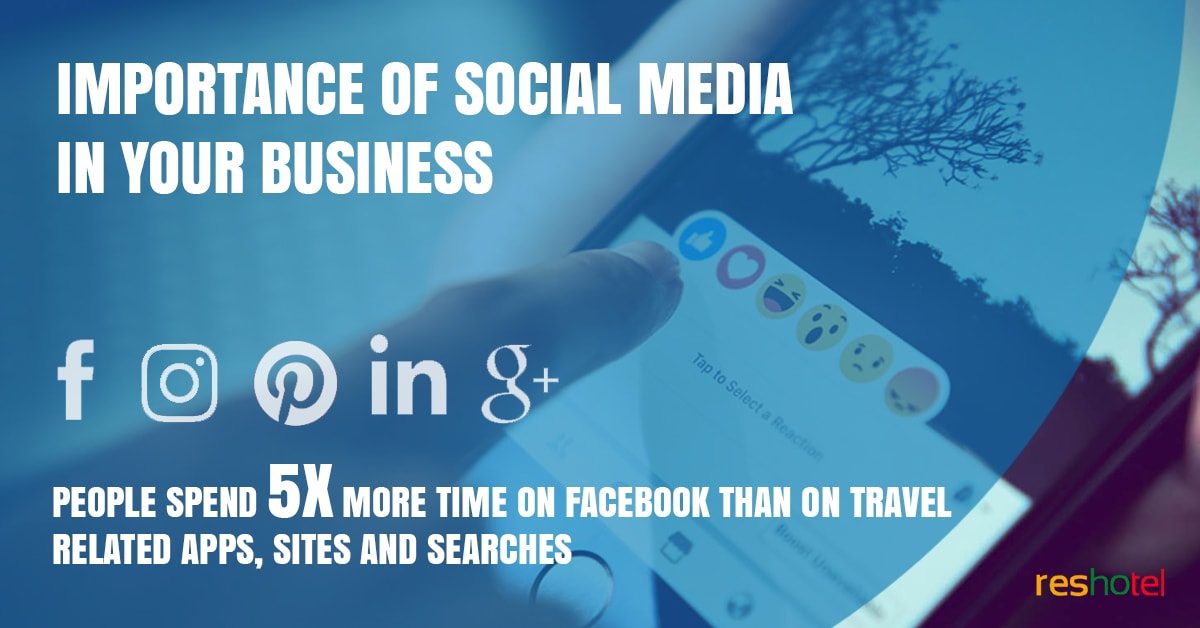 IMPORTANCE OF SOCIAL MEDIA
IN YOUR BUSINESS
Tap to Select a Reaction
f in g+
PEOPLE SPEND 5X MORE TIME ON FACEBOOK THAN ON TRAVEL
RELATED APPS, SITES AND SEARCHES
reshotel